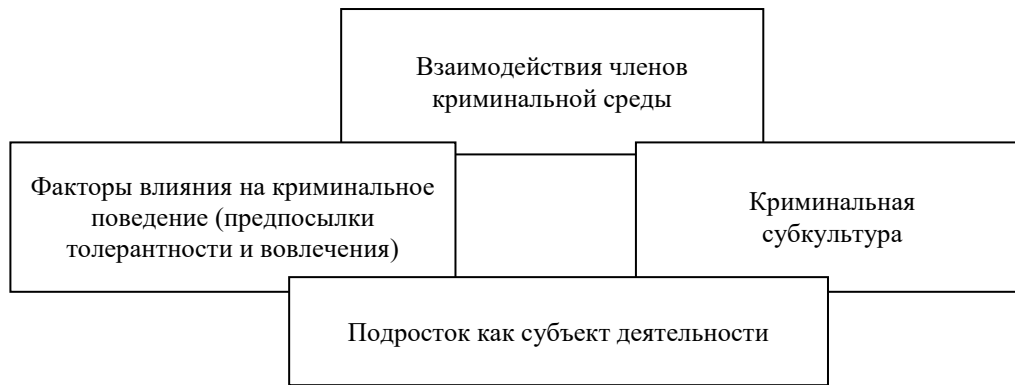 Взаимодействия членов
криминальной среды
Факторы влияния на криминальное
поведение (предпосылки
толерантности и вовлечения)
Криминальная
субкультура
Подросток как субъект деятельности